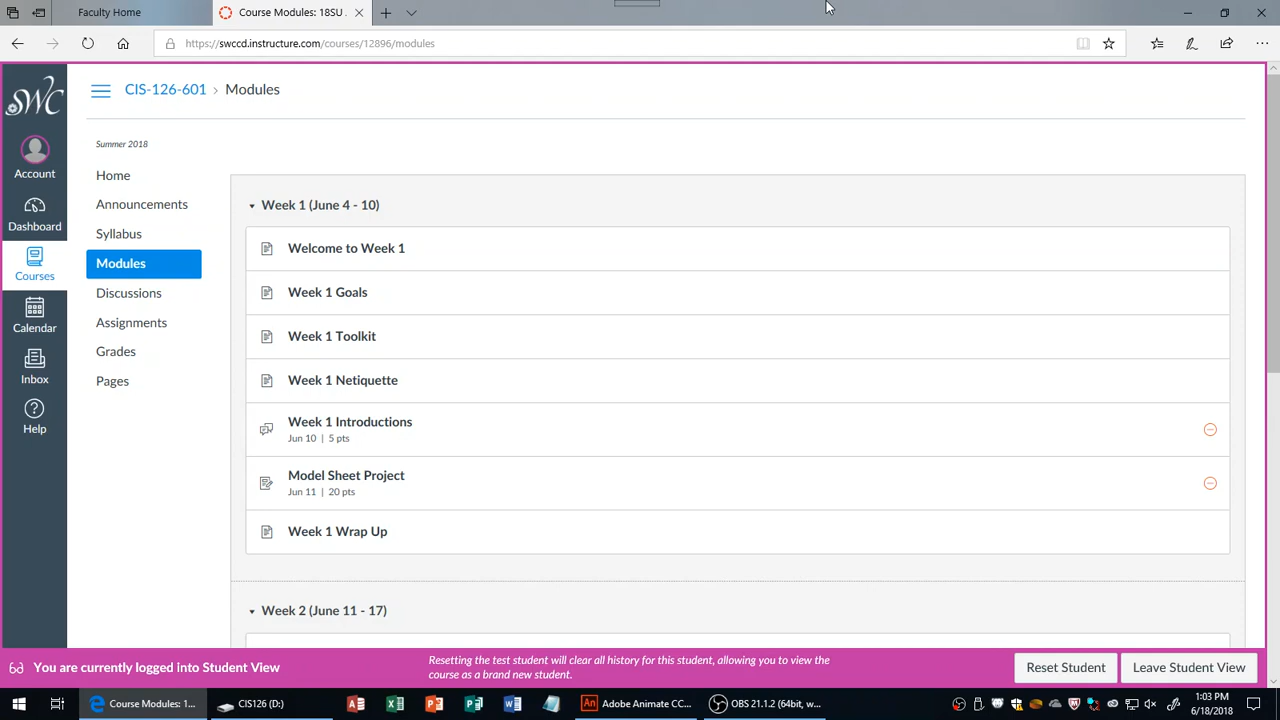 Faculty Home
Course Modules: 18SU
https://swccd.instructure.com/courses/12896/modules
SWC
CIS-126-601 › Modules
Summer 2018
Account
Dashboard
Courses
Calendar
Inbox
Help
Home
Announcements
Syllabus
Modules
Discussions
Assignments
Grades
Pages
Week 1 (June 4 - 10)
Welcome to Week 1
Week 1 Goals
Week 1 Toolkit
Week 1 Netiquette
Week 1 Introductions
Jun 10 | 5 pts
Model Sheet Project
Jun 11 | 20 pts
Week 1 Wrap Up
Week 2 (June 11 - 17)
You are currently logged into Student View
Resetting the test student will clear all history for this student, allowing you to view the
course as a brand new student.
Reset Student
Leave Student View
Course Modules: 1...
CIS126 (D:)
An
Adobe Animate CC...
OBS 21.1.2 (64bit, w...
1:03 PM
6/18/2018